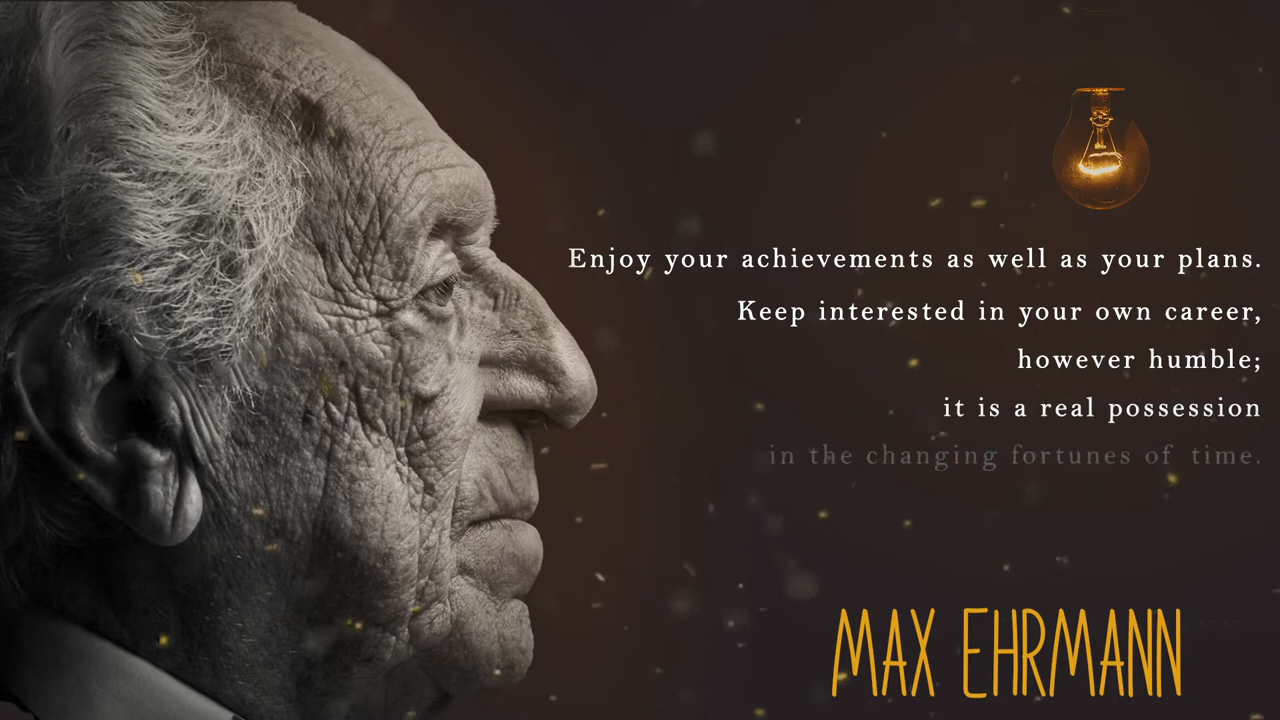 Enjoy your achievements as well as your plans.
Keep interested in your own career,
however humble;
it is a real possession
in the changing fortunes of time.
MAX EHRMANN